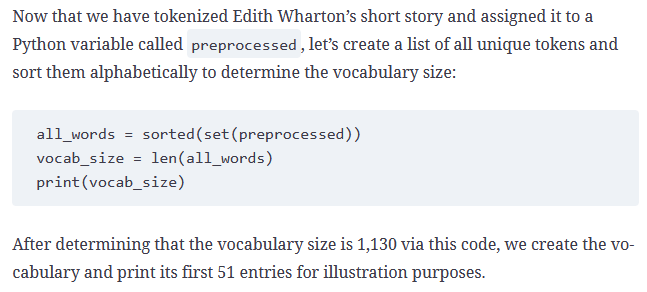 Now that we have tokenized Edith Wharton’s short story and assigned it to a
Python variable called preprocessed, let’s create a list of all unique tokens and
sort them alphabetically to determine the vocabulary size:
all_words = sorted(set(preprocessed))
vocab_size = len(all_words)
print(vocab_size)
After determining that the vocabulary size is 1,130 via this code, we create the vo-
cabulary and print its first 51 entries for illustration purposes.